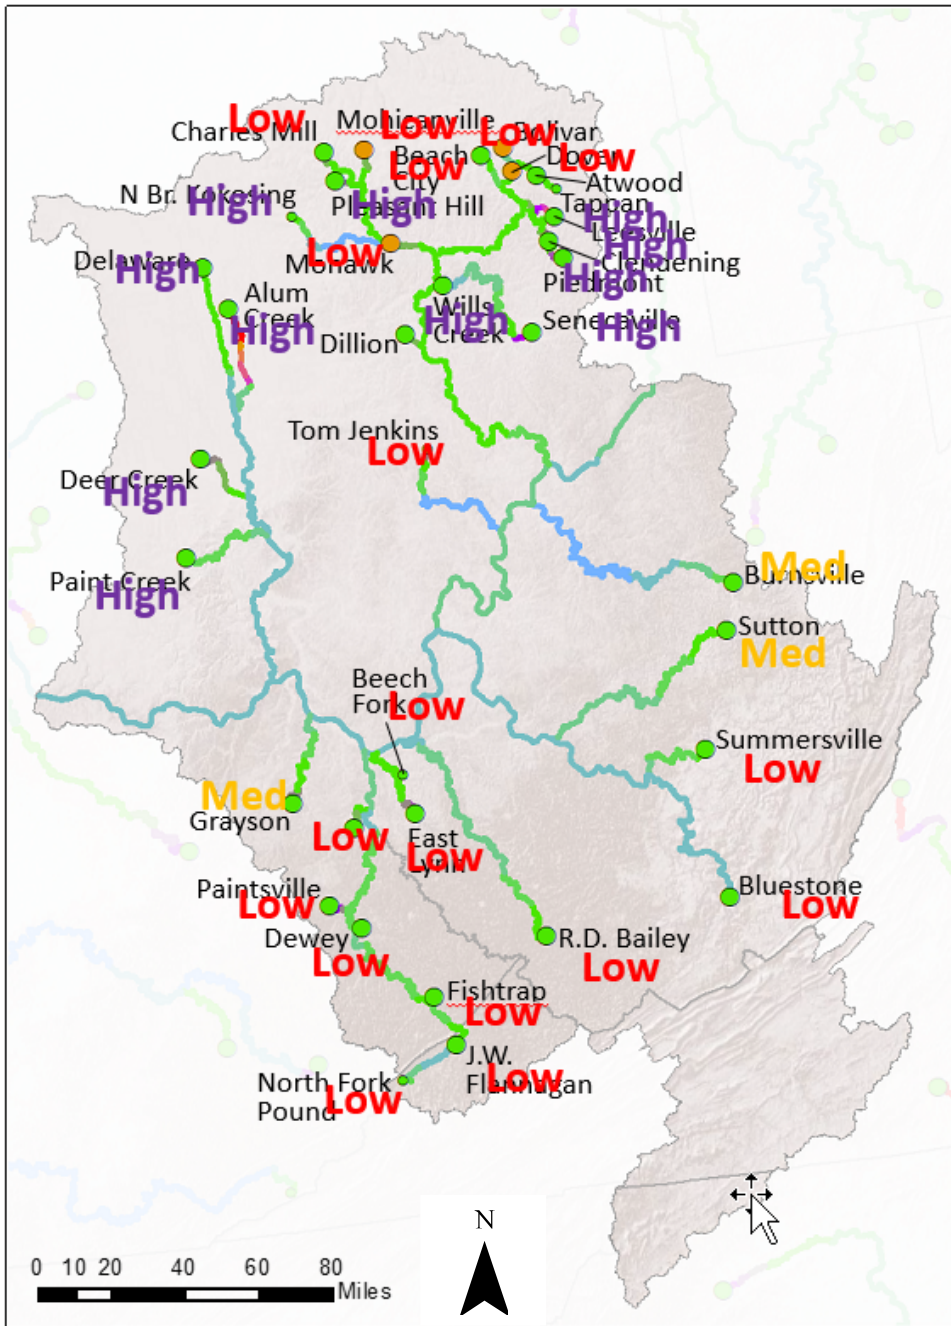 Low
Charles Mill
Mohicanville
Low
Low
Bolivar
Beach
City
Low
Dover
Low
Atwood
N Br. Kokosing
High
Pleasant Hill
High
Tappan
High
Leesville
High
Mohawk
Low
Clendening
Delaware
High
Piedmont
High
Alum
Creek
High
Wills
Creek
High
Senecaville
High
Dillion
Tom Jenkins
Low
Deer Creek
High
Paint Creek
High
Med
Burnsville
Sutton
Med
Beech
Fork
Low
Summersville
Low
Med
Grayson
Low
East
Lynn
Low
Paintsville
Low
Bluestone
Low
Dewey
Low
R.D. Bailey
Low
Fishtrap
Low
J.W.
Flannagan
Low
North Fork
Pound
Low
N
0 10 20 40 60 80
Miles